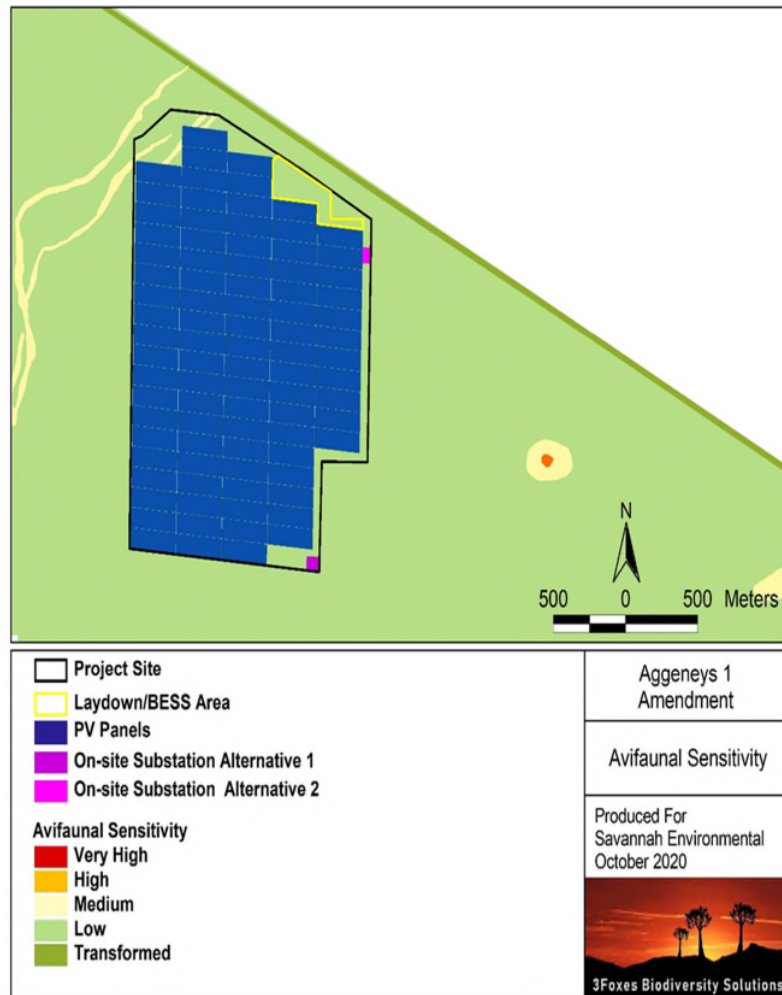 N
500 0 500 Meters
Project Site
Laydown/BESS Area
PV Panels
On-site Substation Alternative 1
On-site Substation Alternative 2
Avifaunal Sensitivity
Very High
High
Medium
Low
Transformed
Aggeneys 1
Amendment
Avifaunal Sensitivity
Produced For
Savannah Environmental
October 2020
3Foxes Biodiversity Solutions